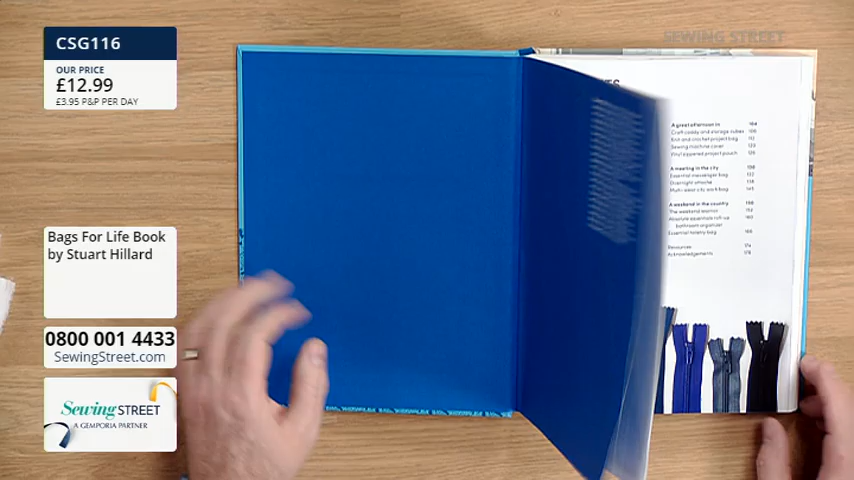 CSG116
OUR PRICE
£12.99
£3.95 P&P PER DAY
Bags For Life Book
by Stuart Hillard
0800 001 4433
SewingStreet.com
Sewing STREET
A GEMPORIA PARTNER
SEWING STREET
A great afternoon in 104
Craft caddy and storage cubes
Knit and crochet project bag
Sewing machine cover
Vinyl zippered project pouch
A meeting in the city
Essential messenger bag
Overnight attache
Multi-wear city work bag
A weekend in the country
The weekend warrior
Absolute essentials roll-up
bathroom organizer
Essential toiletry bag
Resources
Acknowledgements